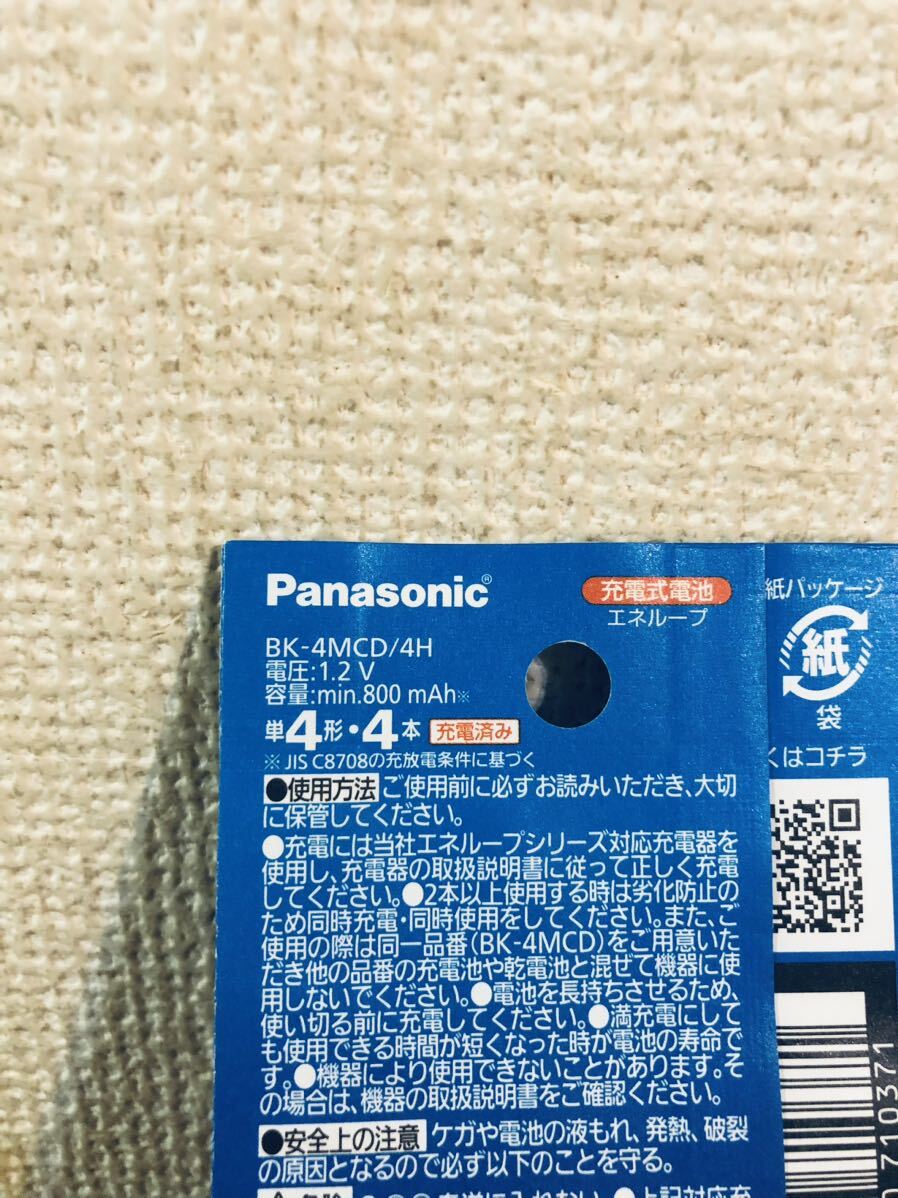 Panasonic®
充電式電池
エネループ
BK-4MCD/4H
電圧:1.2 V
容量:min.800 mAh※
単4形・4本 充電済み
※ JIS C8708の充放電条件に基づく
●使用方法 ご使用前に必ずお読みいただき、大切
に保管してください。
●充電には当社エネループシリーズ対応充電器を
使用し、充電器の取扱説明書に従って正しく充電
してください。●2本以上使用する時は劣化防止の
ため同時充電・同時使用をしてください。また、ご
使用の際は同一品番(BK-4MCD)をご用意いた
だき他の品番の充電池や乾電池と混ぜて機器に使
用しないでください。●電池を長持ちさせるため、
使い切る前に充電してください。●満充電にして
も使用できる時間が短くなった時が電池の寿命で
す。●機器により使用できないことがあります。そ
の場合は、機器の取扱説明書をご確認ください。
●安全上の注意 ケガや電池の液もれ、発熱、破裂
の原因となるので必ず以下のことを守る。
紙パッケージ
紙
袋
くはコチラ
710371